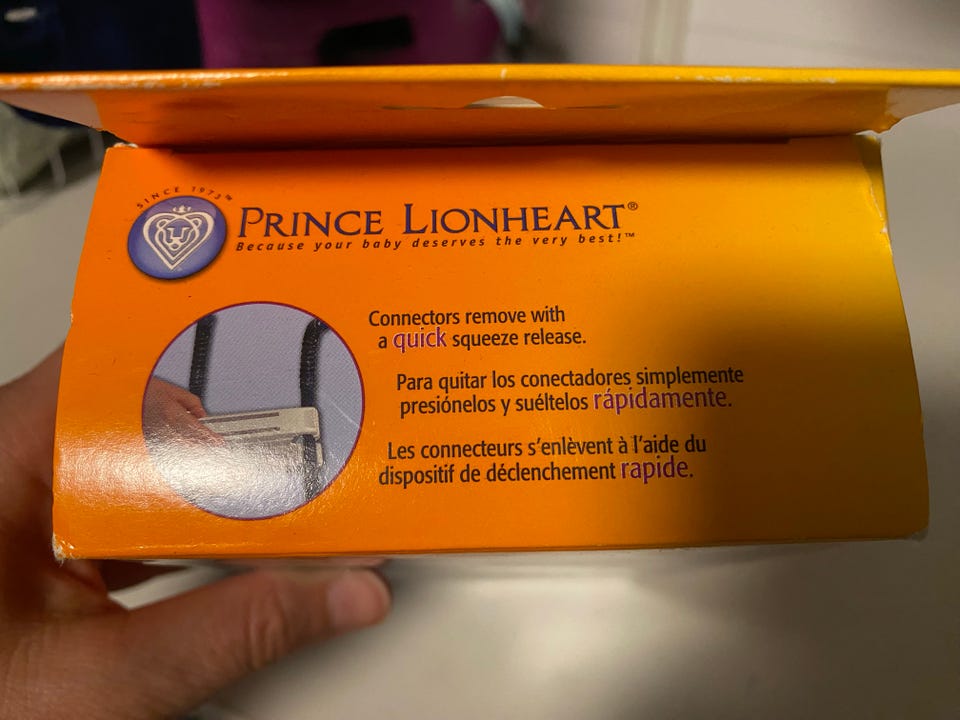 SINCE 1973™
PRINCE LIONHEART®
Because your baby deserves the very best!™
Connectors remove with
a quick squeeze release.
Para quitar los conectadores simplemente
presiónelos y suéltelos rápidamente.
Les connecteurs s'enlèvent à l'aide du
dispositif de déclenchement rapide.